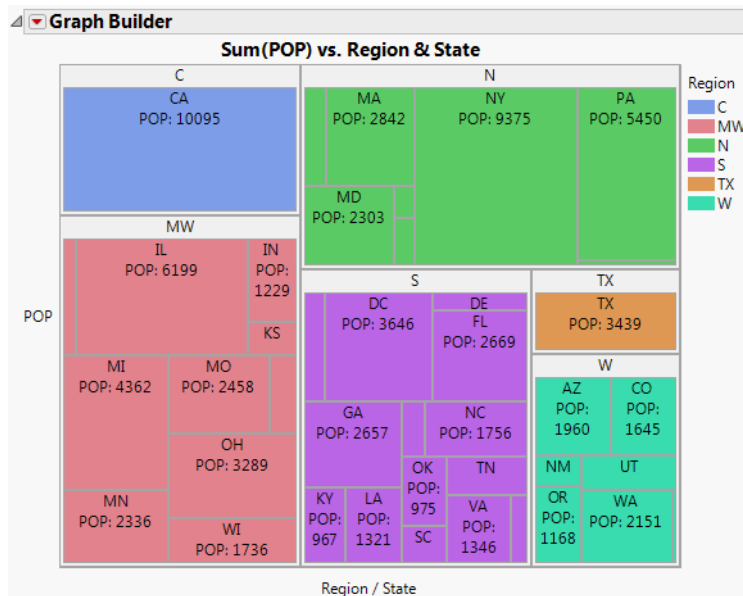 Graph Builder
Sum(POP) vs. Region & State
C
CA
POP: 10095
N
MA
POP: 2842
NY
POP: 9375
PA
POP: 5450
MD
POP: 2303
MW
IL
POP: 6199
IN
POP:
1229
KS
MI
POP: 4362
MO
POP: 2458
OH
POP: 3289
MN
POP: 2336
WI
POP: 1736
S
DC
POP: 3646
DE
FL
POP: 2669
GA
POP: 2657
NC
POP: 1756
OK
POP:
975
TN
KY
POP:
967
LA
POP:
1321
SC
VA
POP:
1346
TX
TX
POP: 3439
W
AZ
POP:
1960
CO
POP:
1645
NM
UT
OR
POP:
1168
WA
POP: 2151
POP
Region / State
Region
C
MW
N
S
TX
W